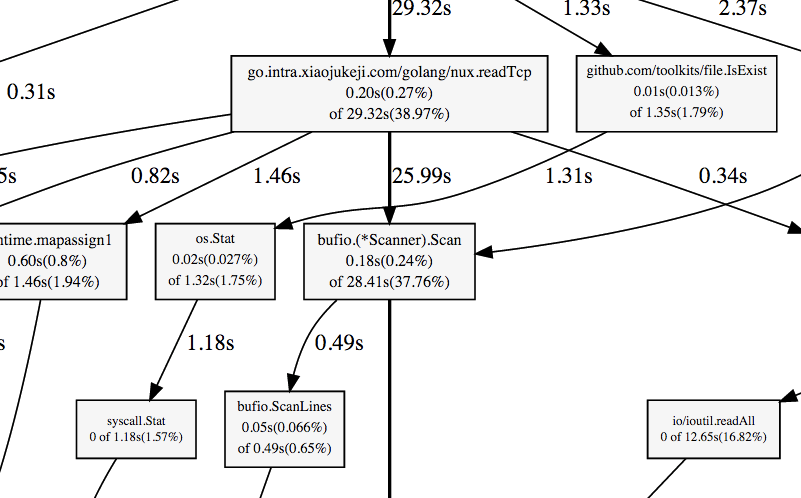 29.32s
1.33s
2.37s
0.31s
go.intra.xiaojukeji.com/golang/nux.readTcp
0.20s(0.27%)
of 29.32s(38.97%)
github.com/toolkits/file.IsExist
0.01s(0.013%)
of 1.35s(1.79%)
5s
0.82s
1.46s
25.99s
1.31s
0.34s
ntime.mapassign1
0.60s(0.8%)
of 1.46s(1.94%)
os.Stat
0.02s(0.027%)
of 1.32s(1.75%)
bufio.(*Scanner).Scan
0.18s(0.24%)
of 28.41s(37.76%)
s
1.18s
0.49s
syscall.Stat
0 of 1.18s(1.57%)
bufio.ScanLines
0.05s(0.066%)
of 0.49s(0.65%)
io/ioutil.readAll
0 of 12.65s(16.82%)